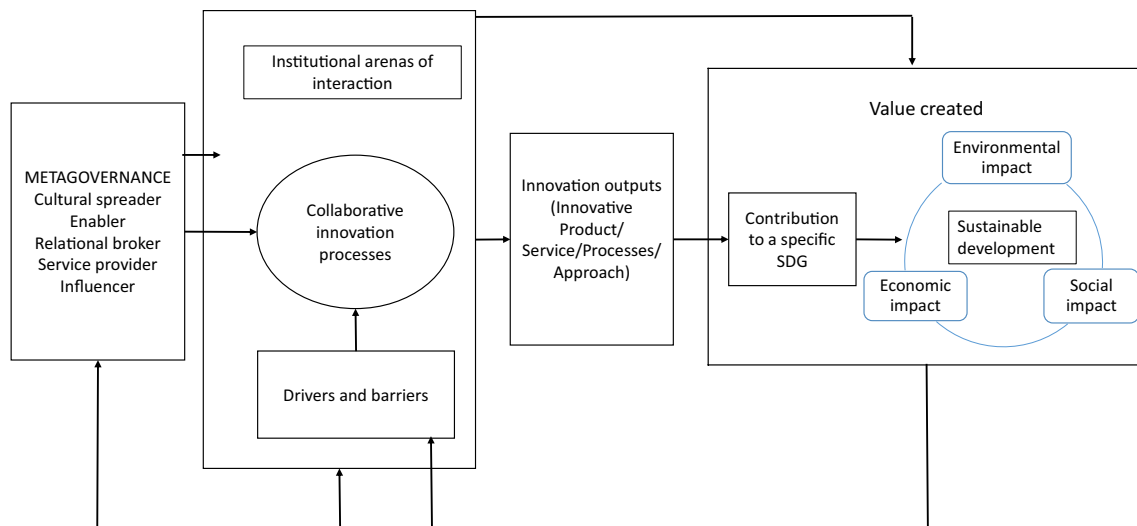 METAGOVERNANCE
Cultural spreader
Enabler
Relational broker
Service provider
Influencer
Institutional arenas of
interaction
Collaborative
innovation
processes
Drivers and barriers
Innovation outputs
(Innovative
Product/
Service/Processes/
Approach)
Value created
Contribution
to a specific
SDG
Environmental
impact
Sustainable
development
Economic
impact
Social
impact